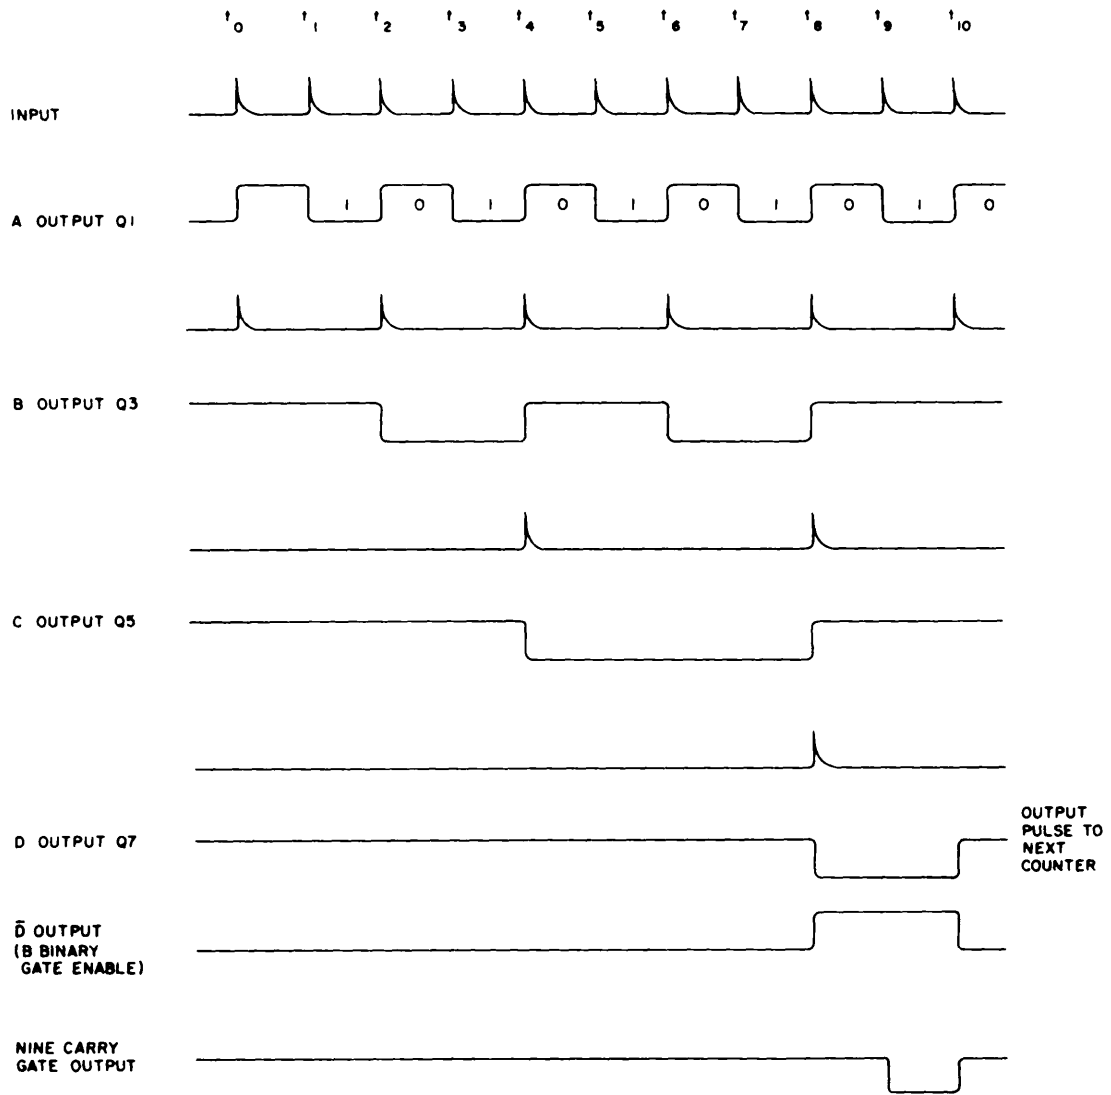 t0 t1 t2 t3 t4 t5 t6 t7 t8 t9 t10
INPUT
A OUTPUT Q1
1 0 1 0 1 0 1 0 1 0
B OUTPUT Q3
C OUTPUT Q5
D OUTPUT Q7
OUTPUT
PULSE TO
NEXT
COUNTER
D̄ OUTPUT
(B BINARY
GATE ENABLE)
NINE CARRY
GATE OUTPUT